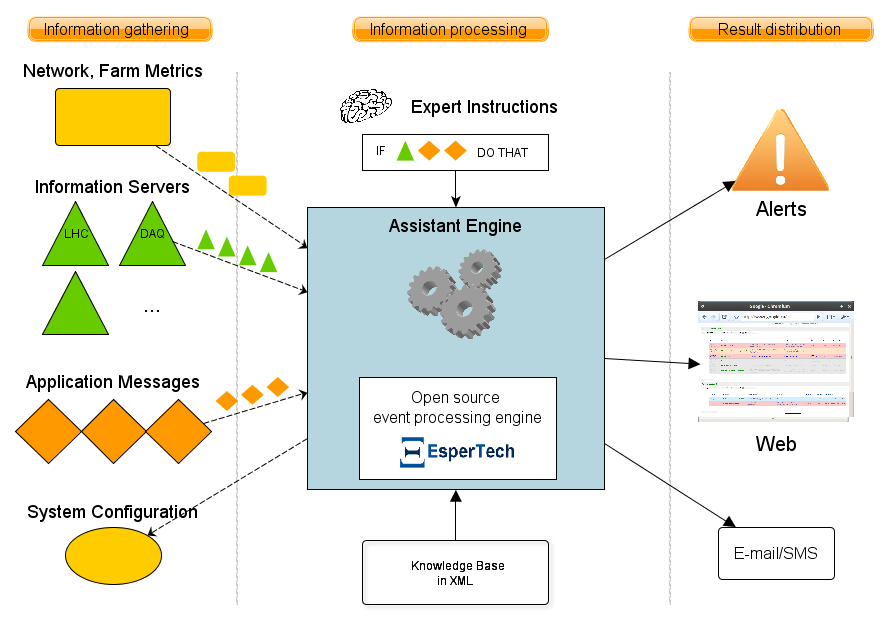 Information gathering
Information processing
Result distribution
Network, Farm Metrics
Expert Instructions
IF
DO THAT
Information Servers
LHC
DAQ
...
Assistant Engine
Alerts
Application Messages
Open source
event processing engine
EsperTech
Web
System Configuration
Knowledge Base
in XML
E-mail/SMS